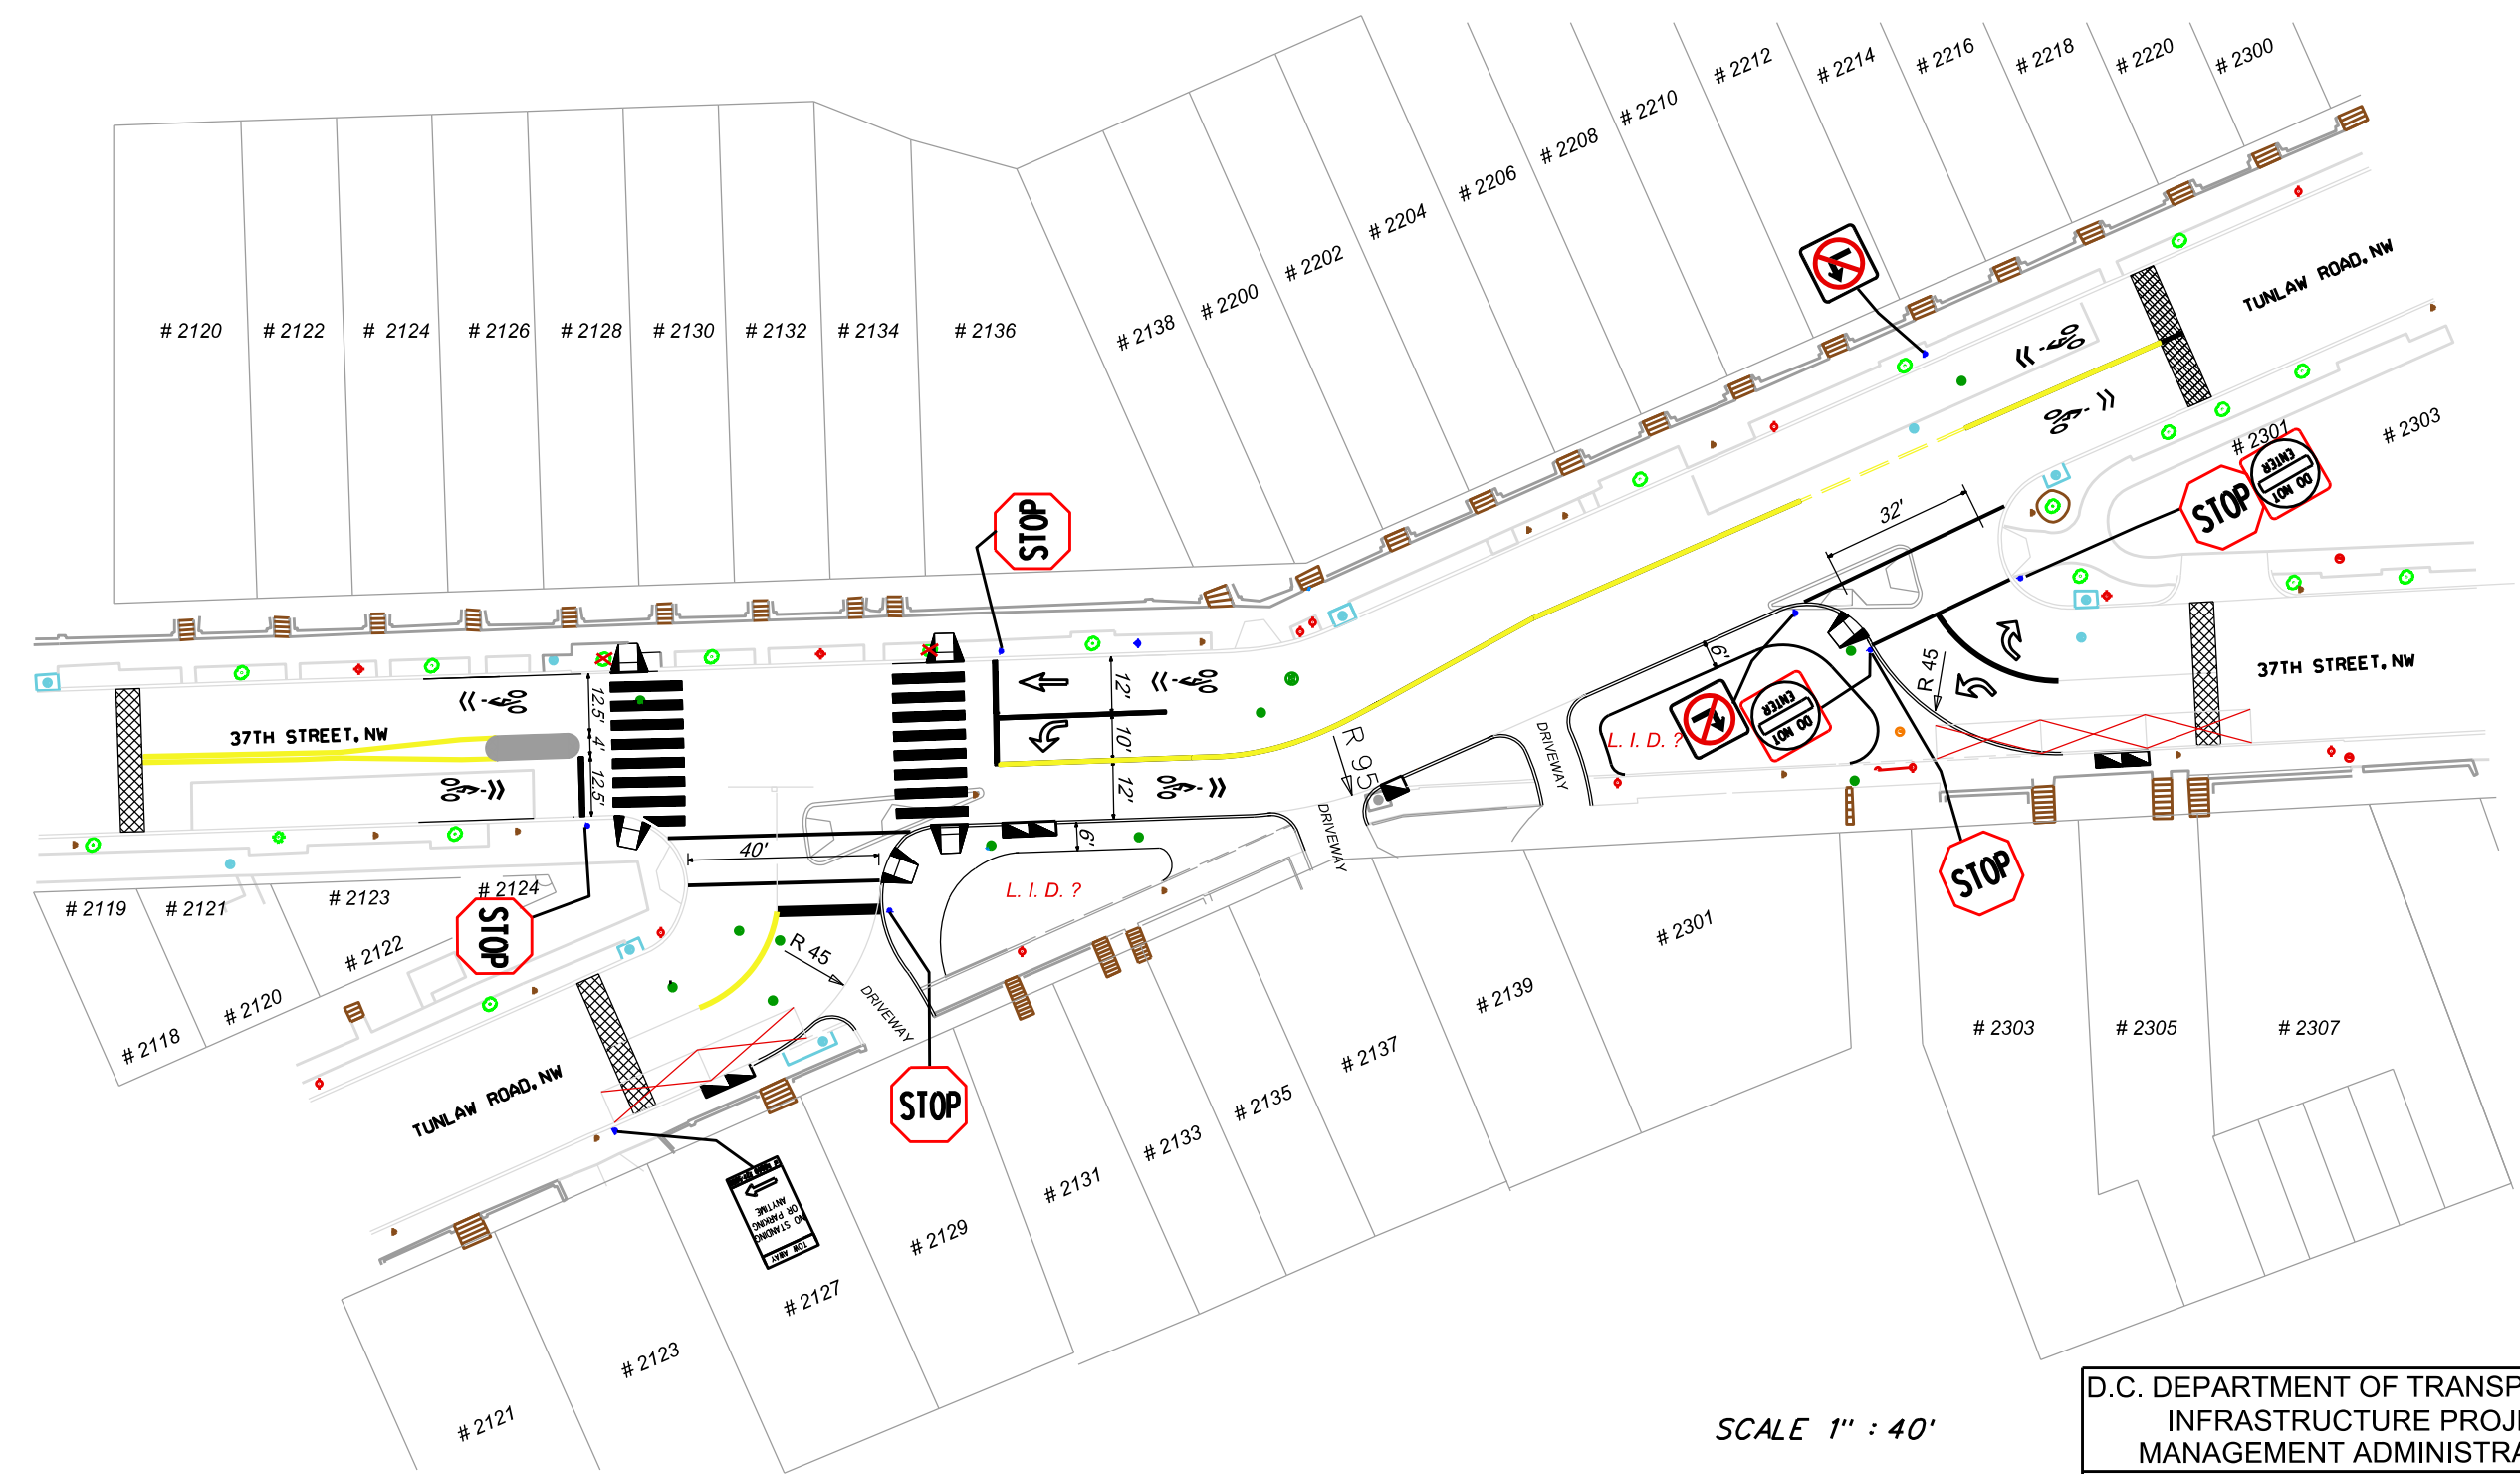 # 2212
# 2214
# 2216
# 2218
# 2220
# 2300
# 2210
# 2208
# 2206
# 2204
# 2202
# 2200
# 2138
# 2120
# 2122
# 2124
# 2126
# 2128
# 2130
# 2132
# 2134
# 2136
TUNLAW ROAD, NW
# 2301
# 2303
DO NOT
ENTER
STOP
STOP
32'
37TH STREET, NW
12.5'
4'
12.5'
12'
10'
12'
R 95
DRIVEWAY
6'
L. I. D. ?
DO NOT
ENTER
R 45
37TH STREET, NW
STOP
40'
6'
L. I. D. ?
DRIVEWAY
# 2119
# 2121
# 2123
# 2124
STOP
# 2122
# 2120
# 2118
R 45
DRIVEWAY
STOP
TUNLAW ROAD, NW
NO STANDING
OR PARKING
ANYTIME
TOW AWAY
# 2301
# 2139
# 2137
# 2135
# 2133
# 2131
# 2129
# 2127
# 2123
# 2121
# 2303
# 2305
# 2307
SCALE 1" : 40'
D.C. DEPARTMENT OF TRANSP
INFRASTRUCTURE PROJ
MANAGEMENT ADMINISTRA